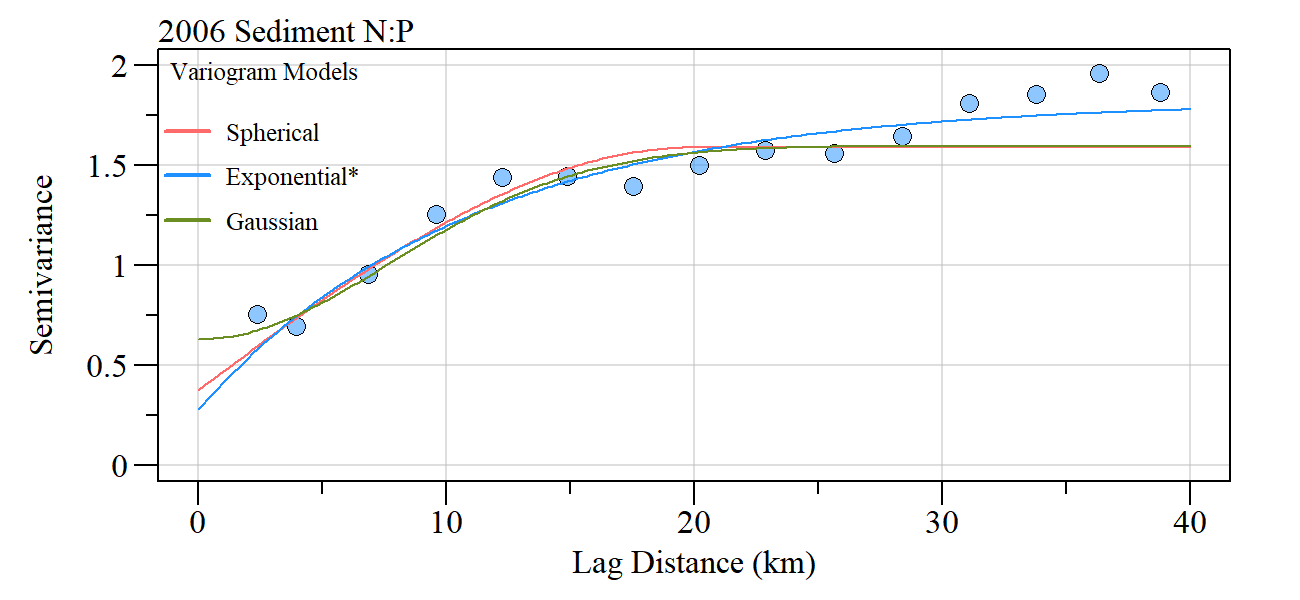 2006 Sediment N:P
Variogram Models
Spherical
Exponential*
Gaussian
Semivariance
2
1.5
1
0.5
0
0 10 20 30 40
Lag Distance (km)